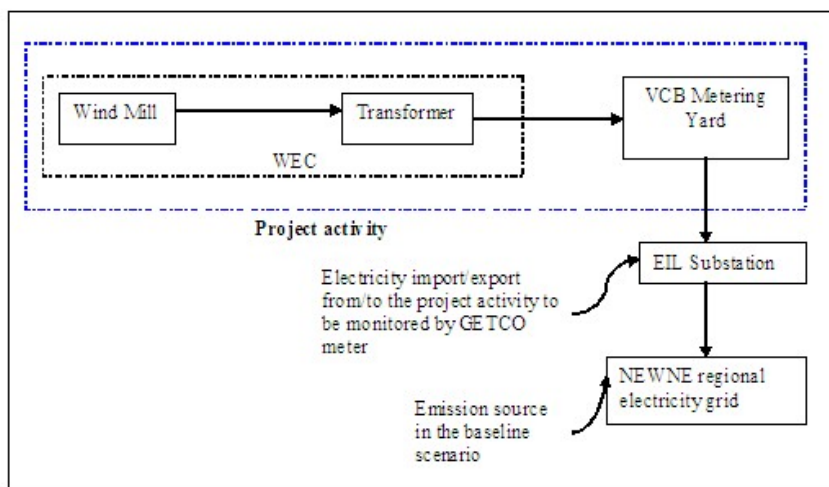 Wind Mill
Transformer
WEC
VCB Metering
Yard
Project activity
EIL Substation
Electricity import/export
from/to the project activity to
be monitored by GETCO
meter
NEWNE regional
electricity grid
Emission source
in the baseline
scenario